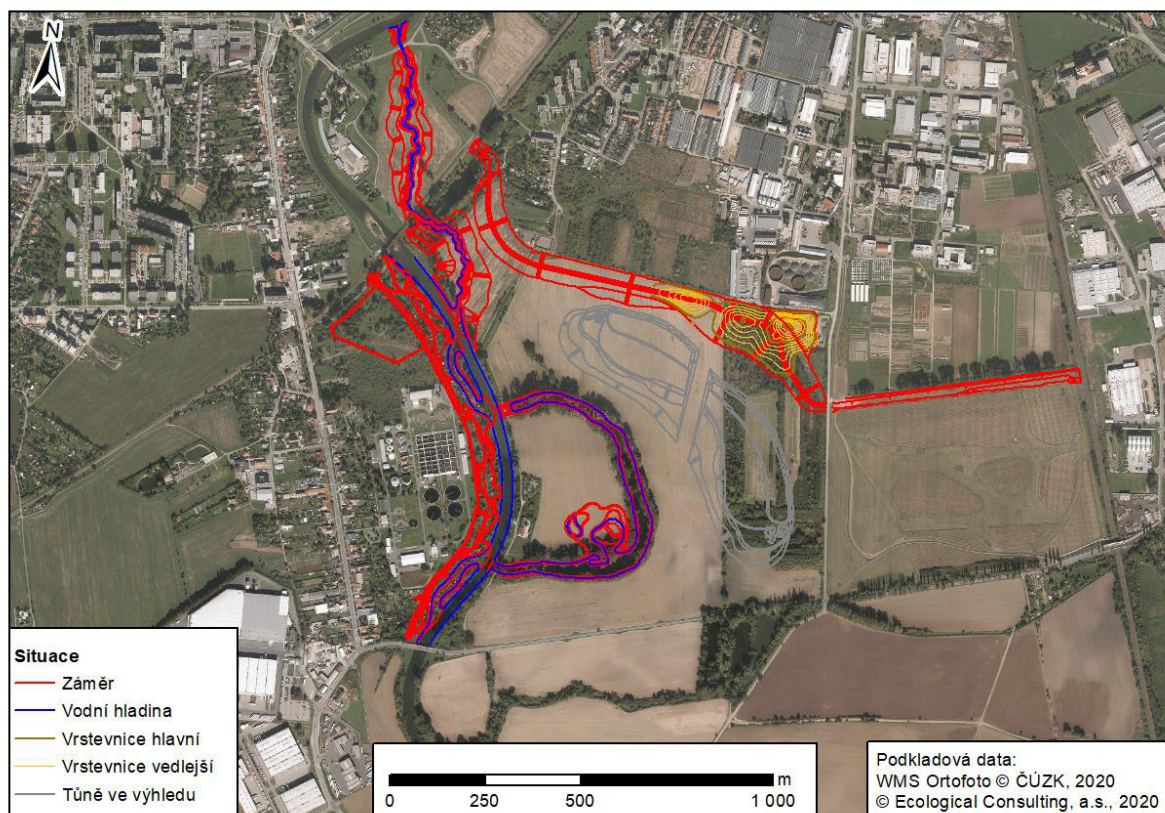 N
Situace
Záměr
Vodní hladina
Vrstevnice hlavní
Vrstevnice vedlejší
Tůně ve výhledu
m
0 250 500 1 000
Podkladová data:
WMS Ortofoto © ČÚZK, 2020
© Ecological Consulting, a.s., 2020